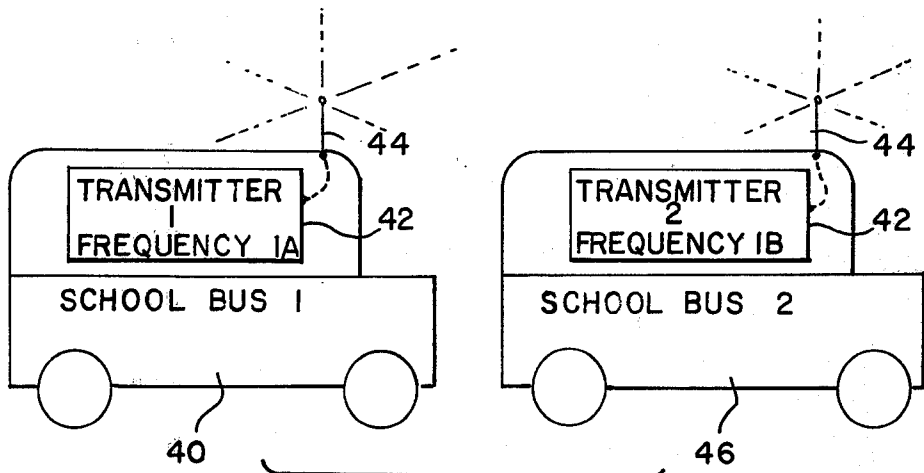 44
44
TRANSMITTER
1
FREQUENCY 1A
42
TRANSMITTER
2
FREQUENCY 1B
42
SCHOOL BUS 1
SCHOOL BUS 2
40
46